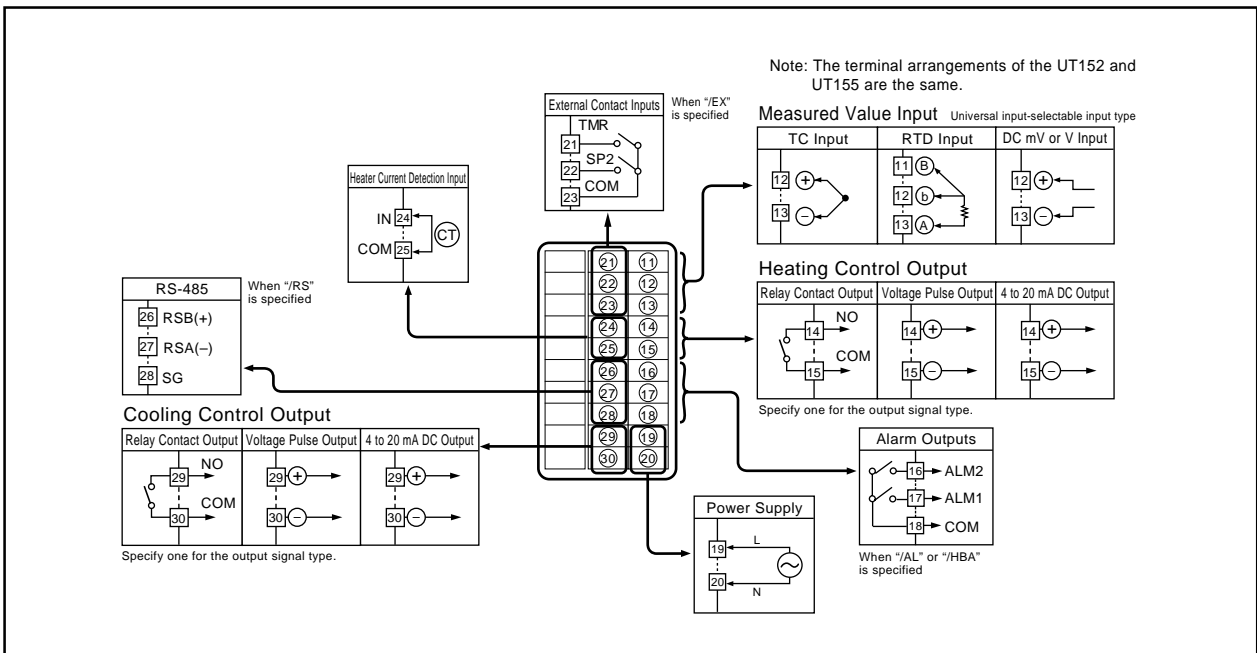 Note: The terminal arrangements of the UT152 and
UT155 are the same.
External Contact Inputs
When "/EX"
is specified
TMR
21
SP2
22
COM
23
Measured Value Input Universal input-selectable input type
TC Input RTD Input DC mV or V Input
12 +
13 –
11 B
12 b
13 A
12 +
13 –
Heater Current Detection Input
IN 24
CT
COM 25
21 11
22 12
23 13
24 14
25 15
26 16
27 17
28 18
29 19
30 20
RS-485
When "/RS"
is specified
26 RSB(+)
27 RSA(–)
28 SG
Heating Control Output
Relay Contact Output Voltage Pulse Output 4 to 20 mA DC Output
NO
14
COM
15
14 +
15 –
14 +
15 –
Specify one for the output signal type.
Cooling Control Output
Relay Contact Output Voltage Pulse Output 4 to 20 mA DC Output
NO
29
COM
30
29 +
30 –
29 +
30 –
Specify one for the output signal type.
Alarm Outputs
16 ALM2
17 ALM1
18 COM
When "/AL" or "/HBA"
is specified
Power Supply
L
19
20
N